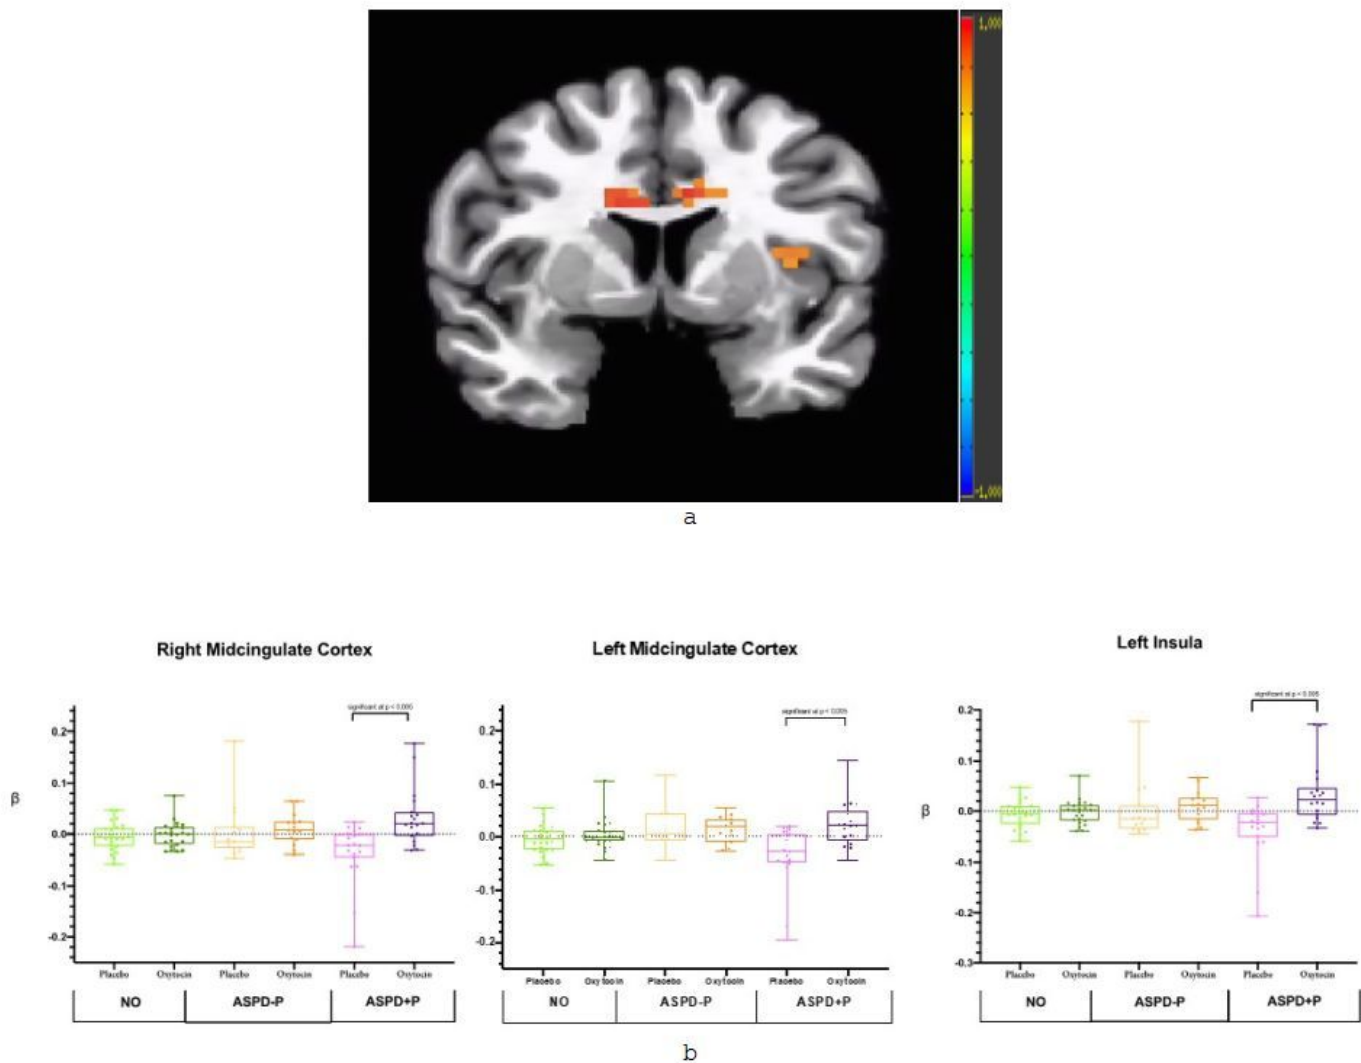 1,000
-1,000
a
Right Midcingulate Cortex
significant at p < 0.005
β
0.2
0.1
0.0
-0.1
-0.2
Placebo Oxytocin Placebo Oxytocin Placebo Oxytocin
NO ASPD-P ASPD+P
Left Midcingulate Cortex
significant at p < 0.005
0.2
0.1
0.0
-0.1
-0.2
Placebo Oxytocin Placebo Oxytocin Placebo Oxytocin
NO ASPD-P ASPD+P
Left Insula
significant at p < 0.005
β
0.2
0.1
0.0
-0.1
-0.2
-0.3
Placebo Oxytocin Placebo Oxytocin Placebo Oxytocin
NO ASPD-P ASPD+P
b